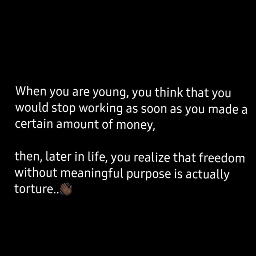 When you are young, you think that you
would stop working as soon as you made a
certain amount of money,
then, later in life, you realize that freedom
without meaningful purpose is actually
torture..👋🏾